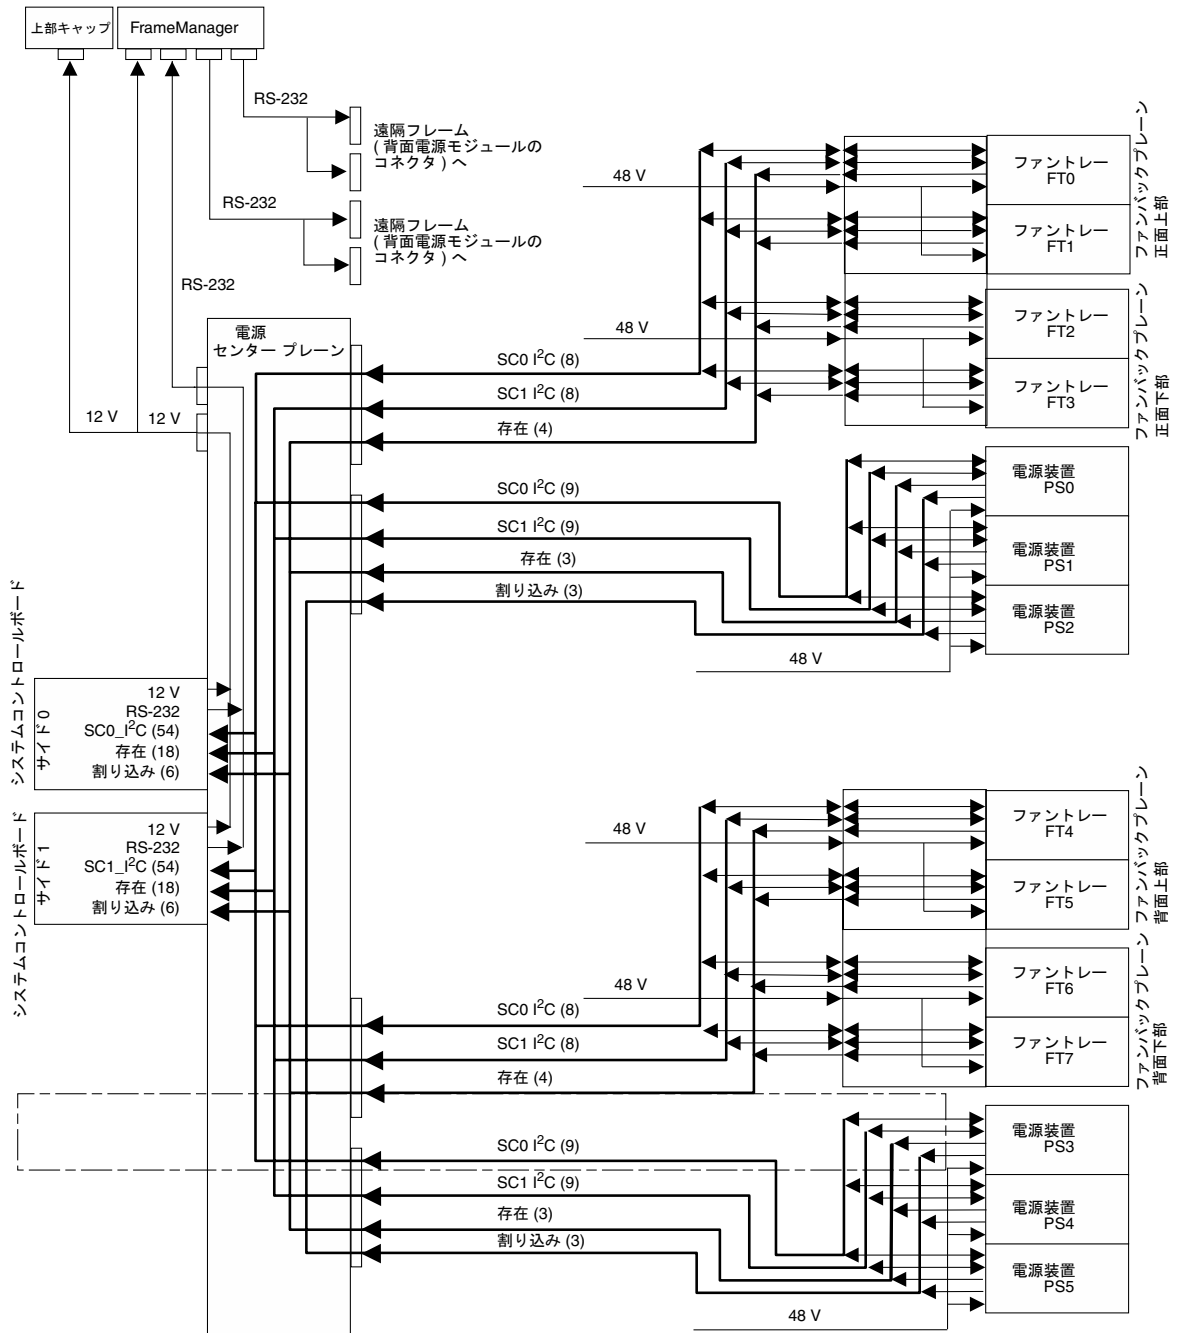 上部キャップ
FrameManager
RS-232
遠隔フレーム
( 背面電源モジュールの
コネクタ ) へ
RS-232
遠隔フレーム
( 背面電源モジュールの
コネクタ ) へ
RS-232
電源
センター プレーン
12 V
12 V
48 V
ファントレー
FT0
ファントレー
FT1
ファンバックプレーン
正面上部
48 V
ファントレー
FT2
ファントレー
FT3
ファンバックプレーン
正面下部
SC0 I²C (8)
SC1 I²C (8)
存在 (4)
SC0 I²C (9)
SC1 I²C (9)
存在 (3)
割り込み (3)
電源装置
PS0
電源装置
PS1
電源装置
PS2
48 V
システムコントロールボード
サイド 0
12 V
RS-232
SC0_I²C (54)
存在 (18)
割り込み (6)
システムコントロールボード
サイド 1
12 V
RS-232
SC1_I²C (54)
存在 (18)
割り込み (6)
48 V
ファントレー
FT4
ファントレー
FT5
ファンバックプレーン
背面上部
48 V
ファントレー
FT6
ファントレー
FT7
ファンバックプレーン
背面下部
SC0 I²C (8)
SC1 I²C (8)
存在 (4)
SC0 I²C (9)
SC1 I²C (9)
存在 (3)
割り込み (3)
電源装置
PS3
電源装置
PS4
電源装置
PS5
48 V